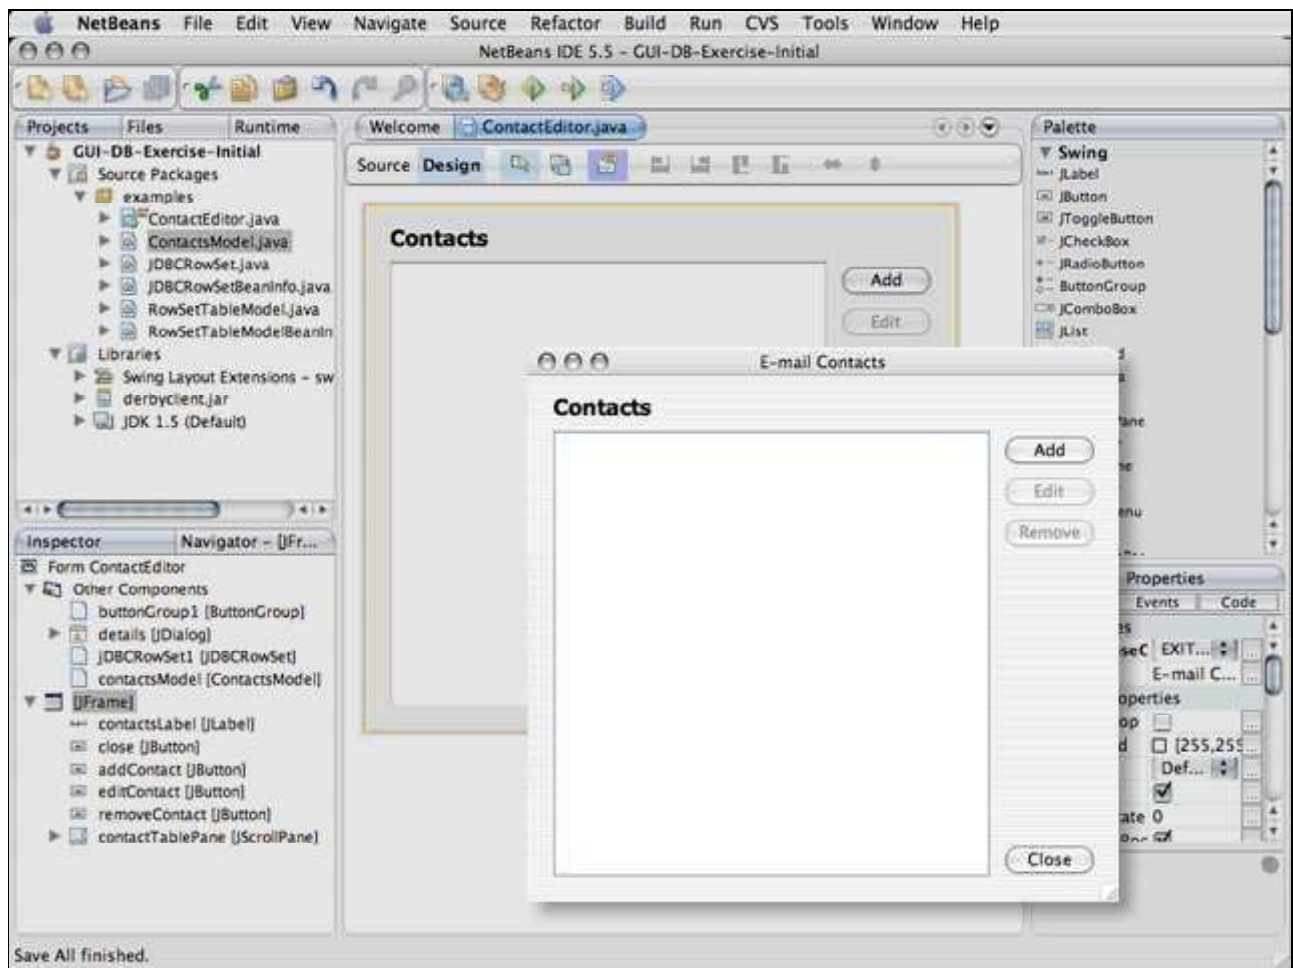 NetBeans File Edit View Navigate Source Refactor Build Run CVS Tools Window Help
NetBeans IDE 5.5 – GUI-DB-Exercise-Initial
Projects Files Runtime
GUI-DB-Exercise-Initial
Source Packages
examples
ContactEditor.java
ContactsModel.java
JDBCRowSet.java
JDBCRowSetBeanInfo.java
RowSetTableModel.java
RowSetTableModelBeanIn
Libraries
Swing Layout Extensions – sw
derbyclient.jar
JDK 1.5 (Default)
Inspector Navigator – [JFr...
Form ContactEditor
Other Components
buttonGroup1 [ButtonGroup]
details [JDialog]
jDBCRowSet1 [JDBCRowSet]
contactsModel [ContactsModel]
[JFrame]
contactsLabel [JLabel]
close [JButton]
addContact [JButton]
editContact [JButton]
removeContact [JButton]
contactTablePane [JScrollPane]
Save All finished.
Welcome ContactEditor.java
Source Design
Contacts
Add
Edit
E-mail Contacts
Contacts
Add
Edit
Remove
Close
Palette
Swing
JLabel
JButton
JToggleButton
JCheckBox
JRadioButton
ButtonGroup
JComboBox
JList
ane
enu
Properties
Events Code
es
seC EXIT...
E-mail C...
operties
op
d [255,255
Def...
ate 0